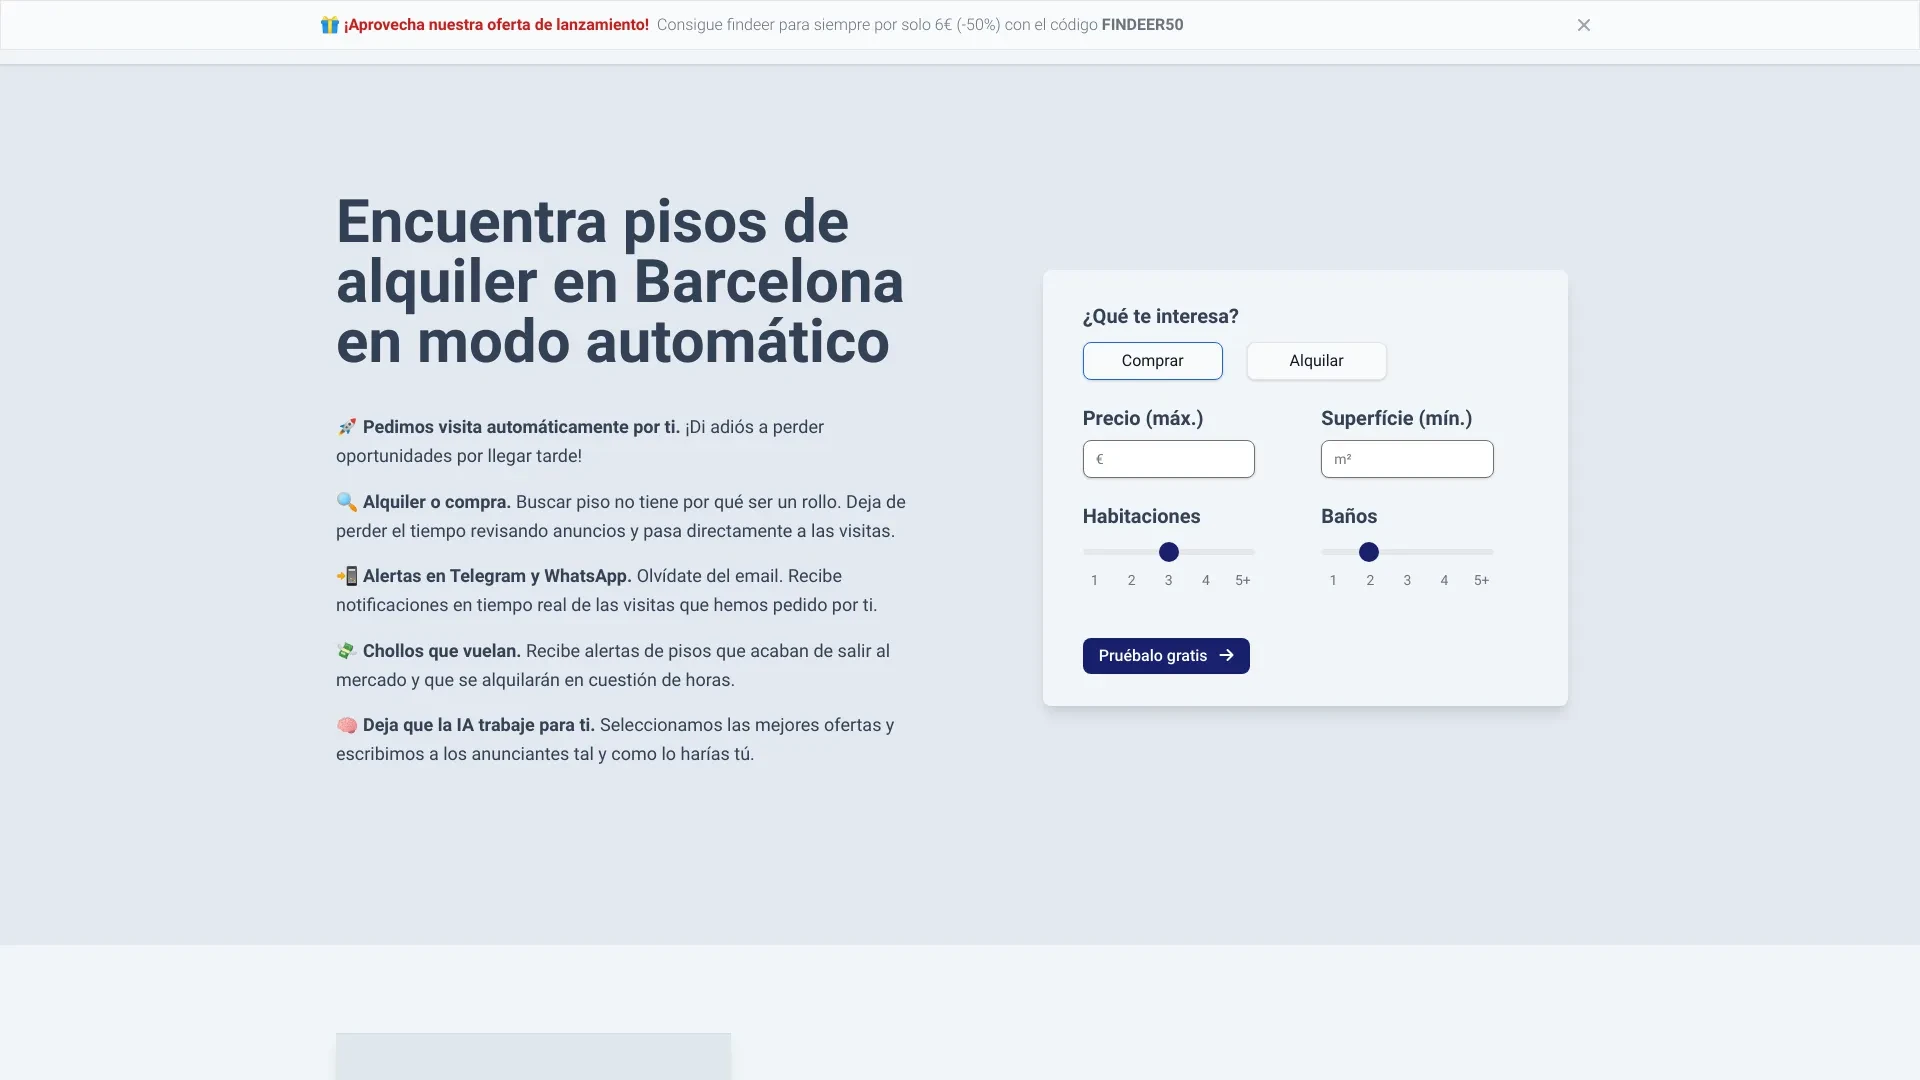 🎁 ¡Aprovecha nuestra oferta de lanzamiento! Consigue findeer para siempre por solo 6€ (-50%) con el código FINDEER50
Encuentra pisos de
alquiler en Barcelona
en modo automático
🚀 Pedimos visita automáticamente por ti. ¡Di adiós a perder
oportunidades por llegar tarde!
🔍 Alquiler o compra. Buscar piso no tiene por qué ser un rollo. Deja de
perder el tiempo revisando anuncios y pasa directamente a las visitas.
📲 Alertas en Telegram y WhatsApp. Olvídate del email. Recibe
notificaciones en tiempo real de las visitas que hemos pedido por ti.
💸 Chollos que vuelan. Recibe alertas de pisos que acaban de salir al
mercado y que se alquilarán en cuestión de horas.
🧠 Deja que la IA trabaje para ti. Seleccionamos las mejores ofertas y
escribimos a los anunciantes tal y como lo harías tú.
¿Qué te interesa?
Comprar Alquilar
Precio (máx.) Superfície (mín.)
€ m²
Habitaciones Baños
1 2 3 4 5+ 1 2 3 4 5+
Pruébalo gratis →